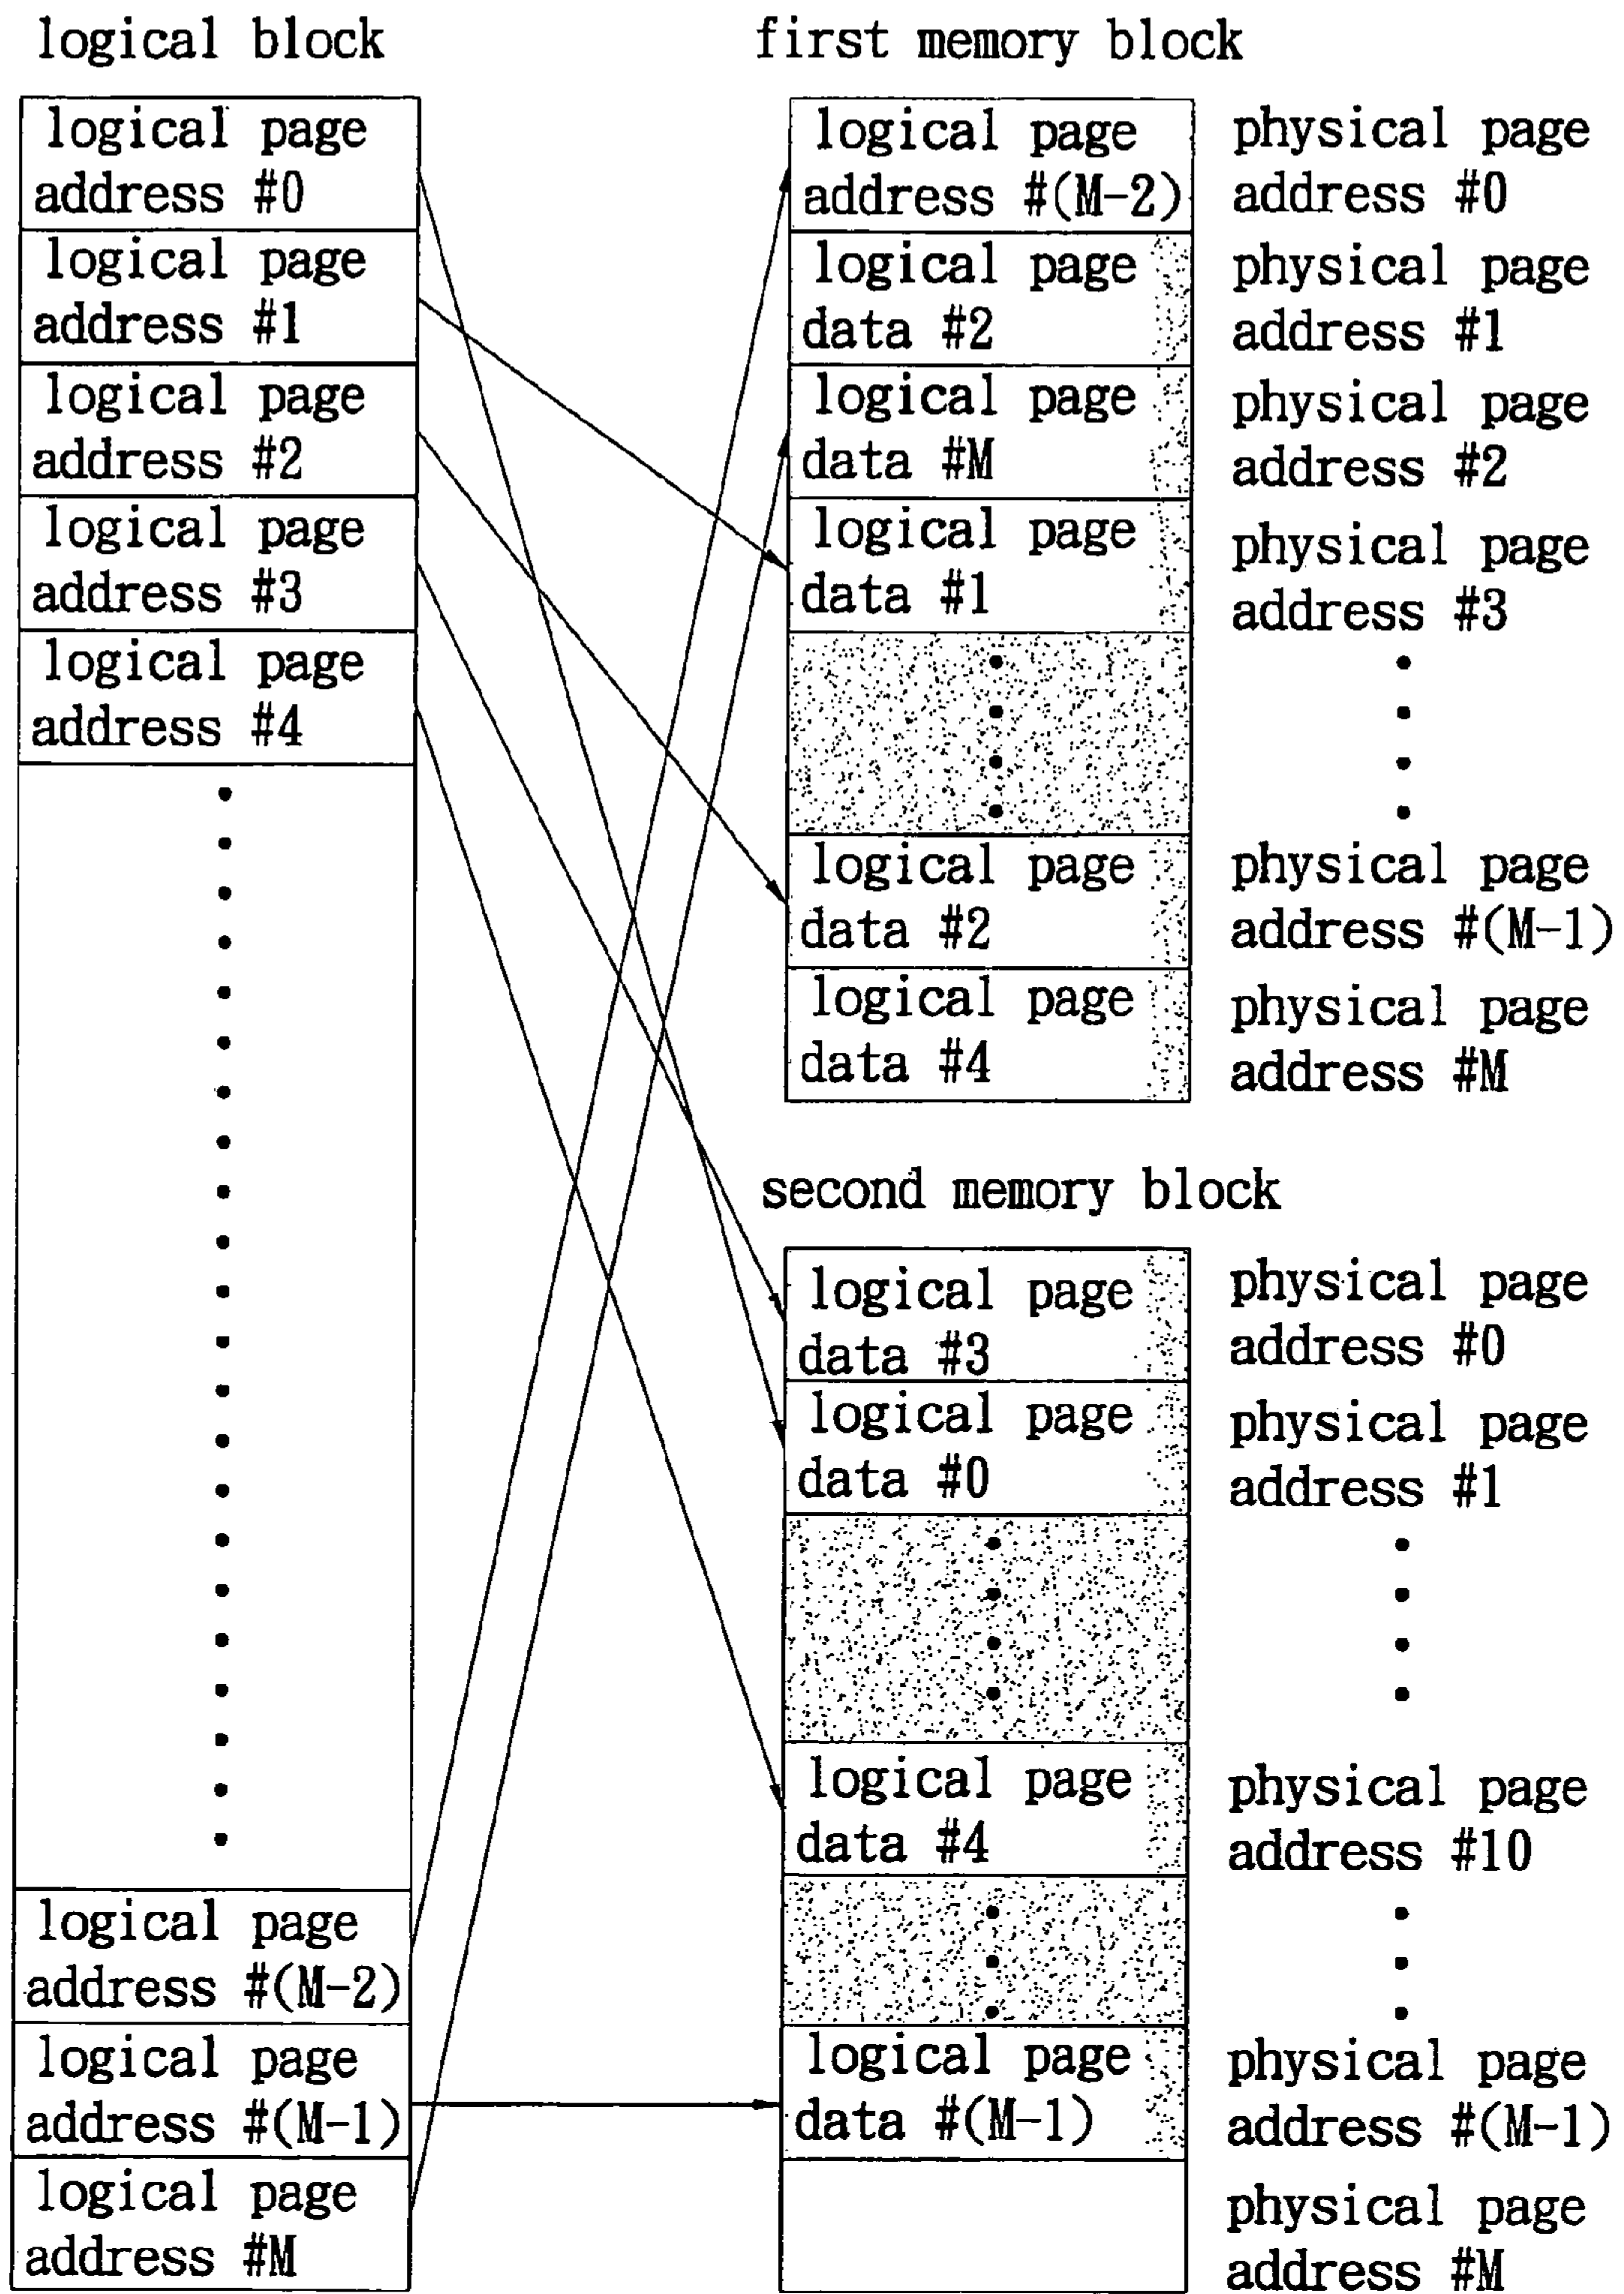 logical block
logical page
address #0
logical page
address #1
logical page
address #2
logical page
address #3
logical page
address #4
logical page
address #(M-2)
logical page
address #(M-1)
logical page
address #M
first memory block
logical page
address #(M-2)
physical page
address #0
logical page
data #2
physical page
address #1
logical page
data #M
physical page
address #2
logical page
data #1
physical page
address #3
logical page
data #2
physical page
address #(M-1)
logical page
data #4
physical page
address #M
second memory block
logical page
data #3
physical page
address #0
logical page
data #0
physical page
address #1
logical page
data #4
physical page
address #10
logical page
data #(M-1)
physical page
address #(M-1)
physical page
address #M